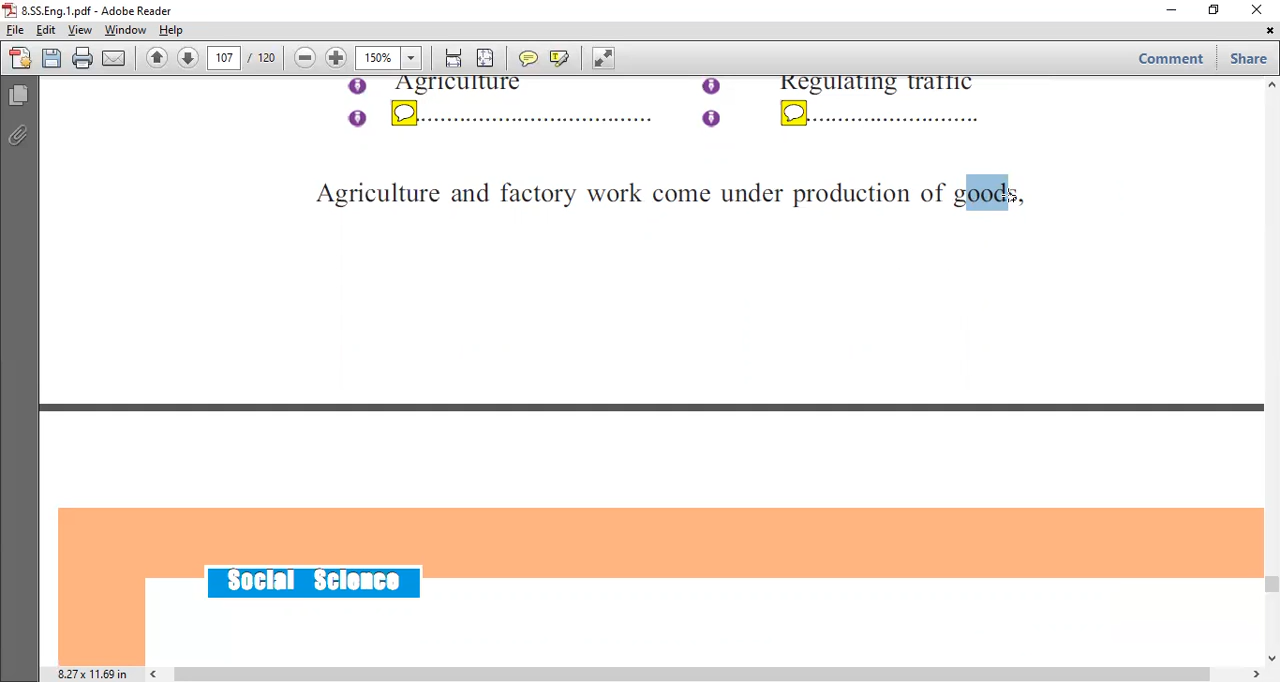 8.SS.Eng.1.pdf - Adobe Reader
File Edit View Window Help
107 / 120 150% Comment Share
Agriculture Regulating traffic
.................................. .........................
Agriculture and factory work come under production of goods,
Social Science
8.27 x 11.69 in